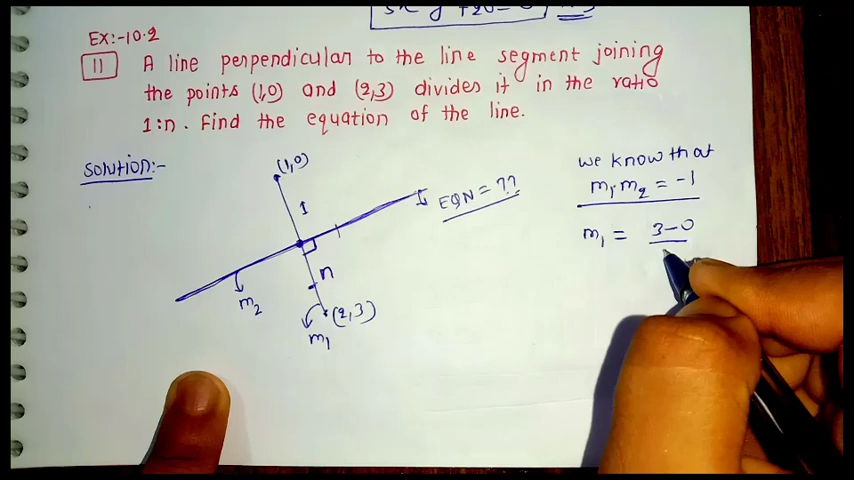 Ex:-10.2
11 A line perpendicular to the line segment joining
the points (1,0) and (2,3) divides it in the ratio
1:n. Find the equation of the line.
Solution:-
(1,0)
1
EQN = ??
n
m2
(2,3)
m1
we know that
m1·m2 = -1
m1 = 3-0